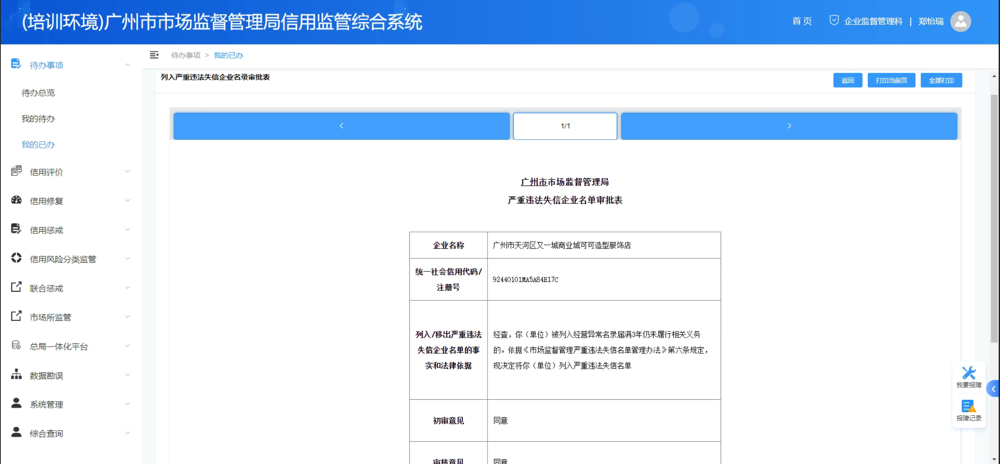 (培训环境)广州市市场监督管理局信用监管综合系统
首页
企业监督管理科 | 郑怡瑞
待办事项 > 我的已办
待办事项
待办总览
我的待办
我的已办
信用评价
信用修复
信用惩戒
信用风险分类监管
联合惩戒
市场所监管
总局一体化平台
数据勘误
系统管理
综合查询
列入严重违法失信企业名录审批表
返回
打印当前页
全部打印
1/1
广州市市场监督管理局
严重违法失信企业名单审批表
企业名称
广州市天河区又一城商业城可可造型服饰店
统一社会信用代码/
注册号
92440101MA5A84E17C
列入/移出严重违法
失信企业名单的事
实和法律依据
经查，你（单位）被列入经营异常名录届满3年仍未履行相关义务
的。依据《市场监督管理严重违法失信名单管理办法》第六条规定，
现决定将你（单位）列入严重违法失信名单
初审意见
同意
审核意见
同意
我要报障
报障记录